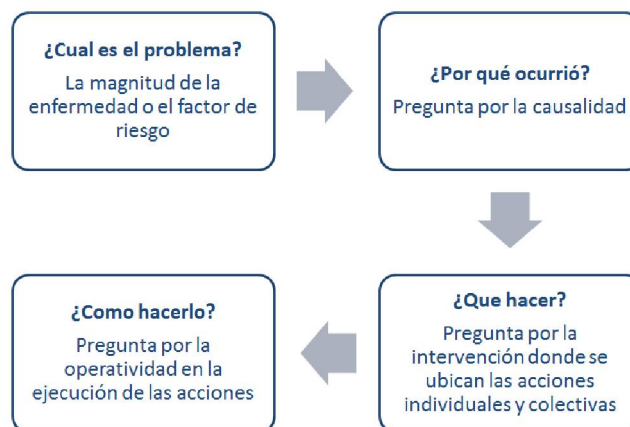 ¿Cual es el problema?
La magnitud de la
enfermedad o el factor de
riesgo
¿Por qué ocurrió?
Pregunta por la causalidad
¿Que hacer?
Pregunta por la
intervención donde se
ubican las acciones
individuales y colectivas
¿Como hacerlo?
Pregunta por la
operatividad en la
ejecución de las acciones